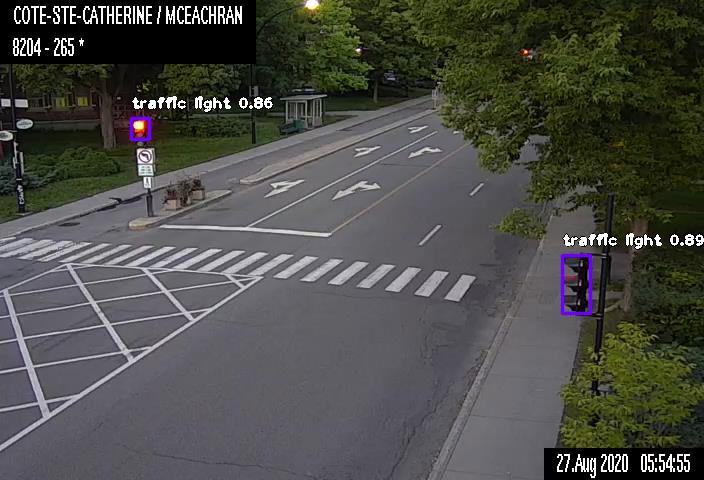 COTE-STE-CATHERINE / MCEACHRAN
8204 - 265 *
traffic light 0.86
traffic light 0.89
27.Aug 2020 05:54:55